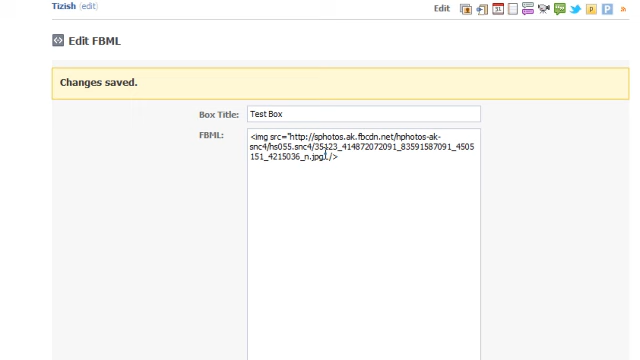 Tizish (edit)
Edit
Edit FBML
Changes saved.
Box Title: Test Box
FBML:
<img src="http://sphotos.ak.fbcdn.net/hphotos-ak-
snc4/hs055.snc4/35123_414872072091_83591587091_4505
151_4215036_n.jpg />